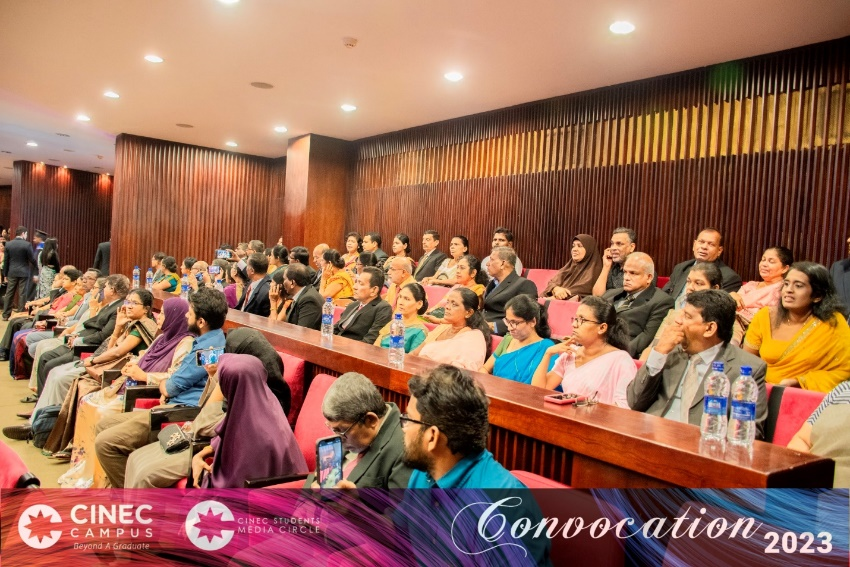 CINEC
CAMPUS
Beyond A Graduate
CINEC STUDENTS
MEDIA CIRCLE
Convocation
2023